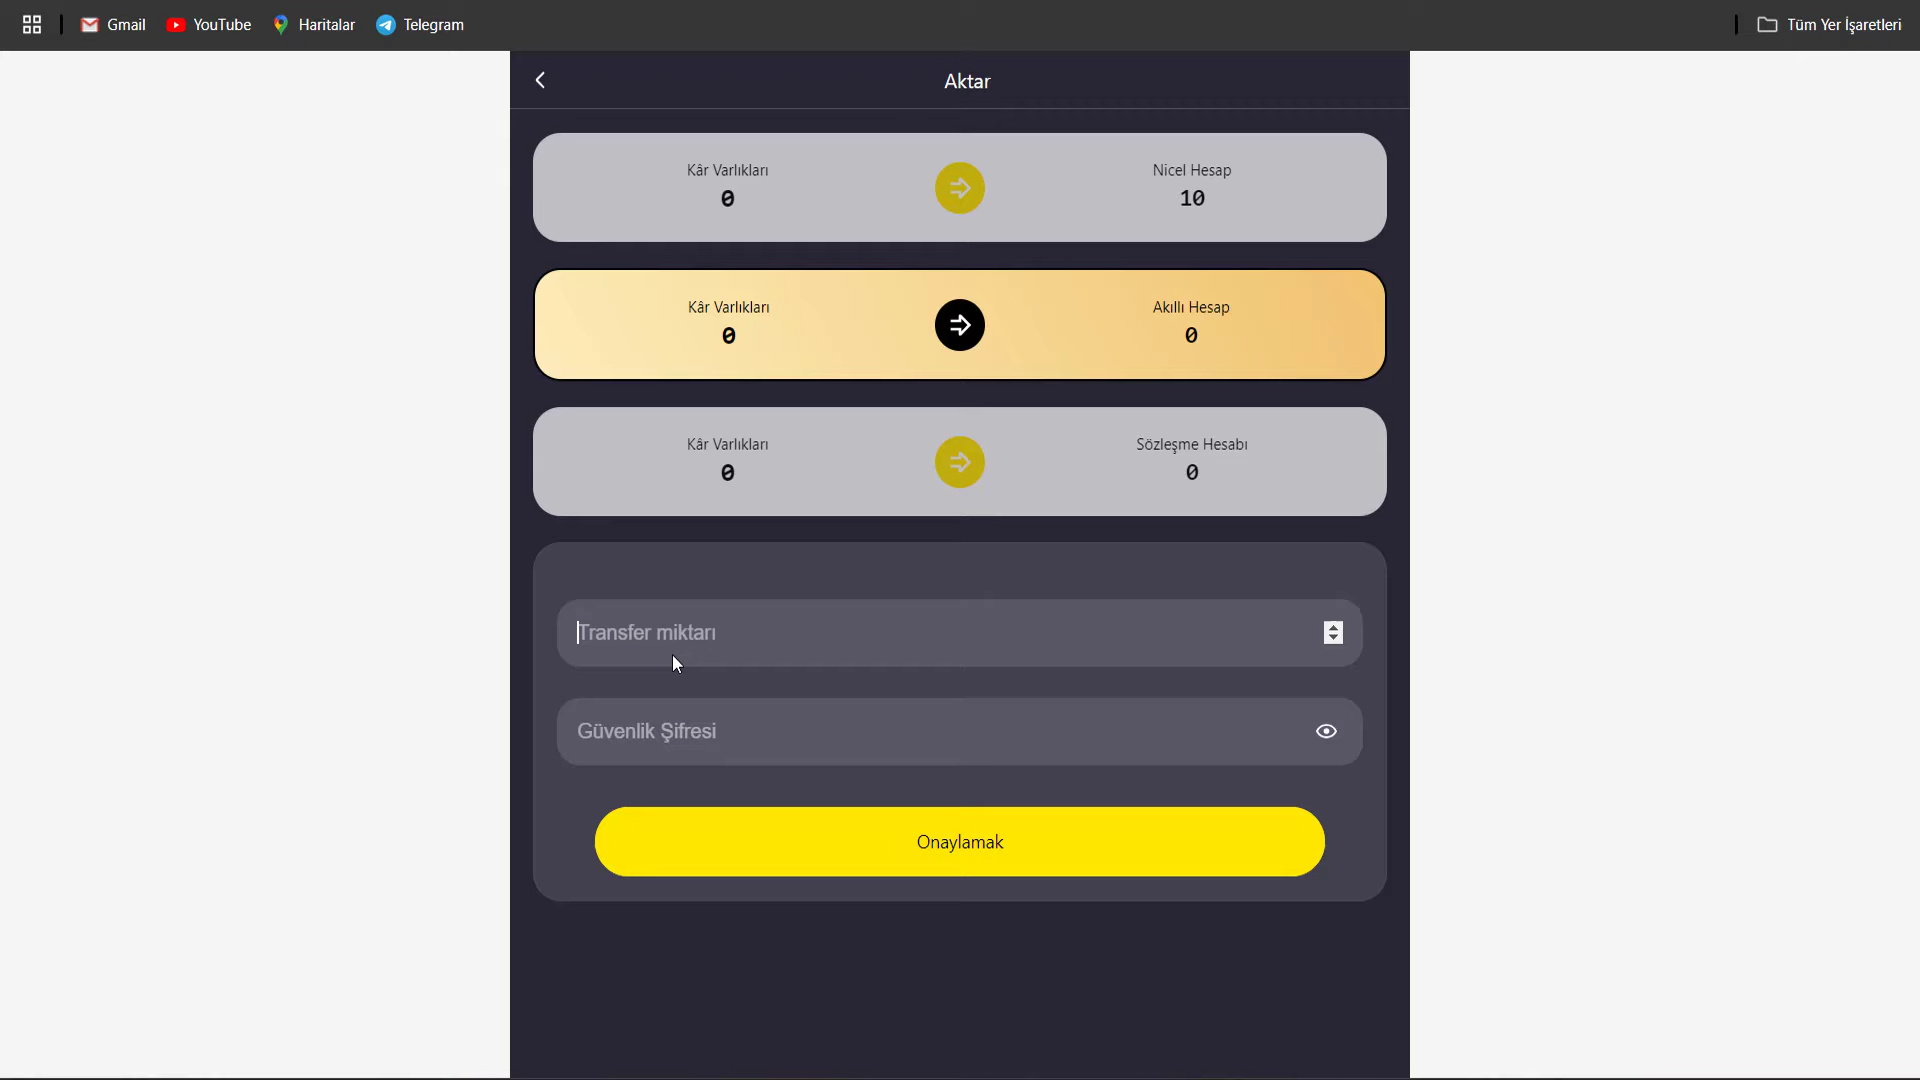 Gmail YouTube Haritalar Telegram Tüm Yer İşaretleri
Aktar
Kâr Varlıkları Nicel Hesap
0 10
Kâr Varlıkları Akıllı Hesap
0 0
Kâr Varlıkları Sözleşme Hesabı
0 0
Transfer miktarı
Güvenlik Şifresi
Onaylamak